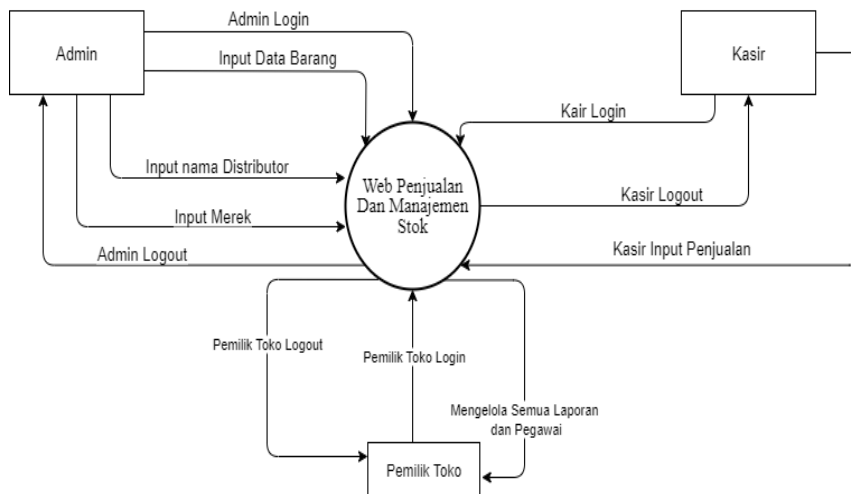 Admin Login
Admin
Kasir
Input Data Barang
Kair Login
Input nama Distributor
Web Penjualan
Dan Manajemen
Stok
Kasir Logout
Input Merek
Admin Logout
Kasir Input Penjualan
Pemilik Toko Logout
Pemilik Toko Login
Mengelola Semua Laporan
dan Pegawai
Pemilik Toko